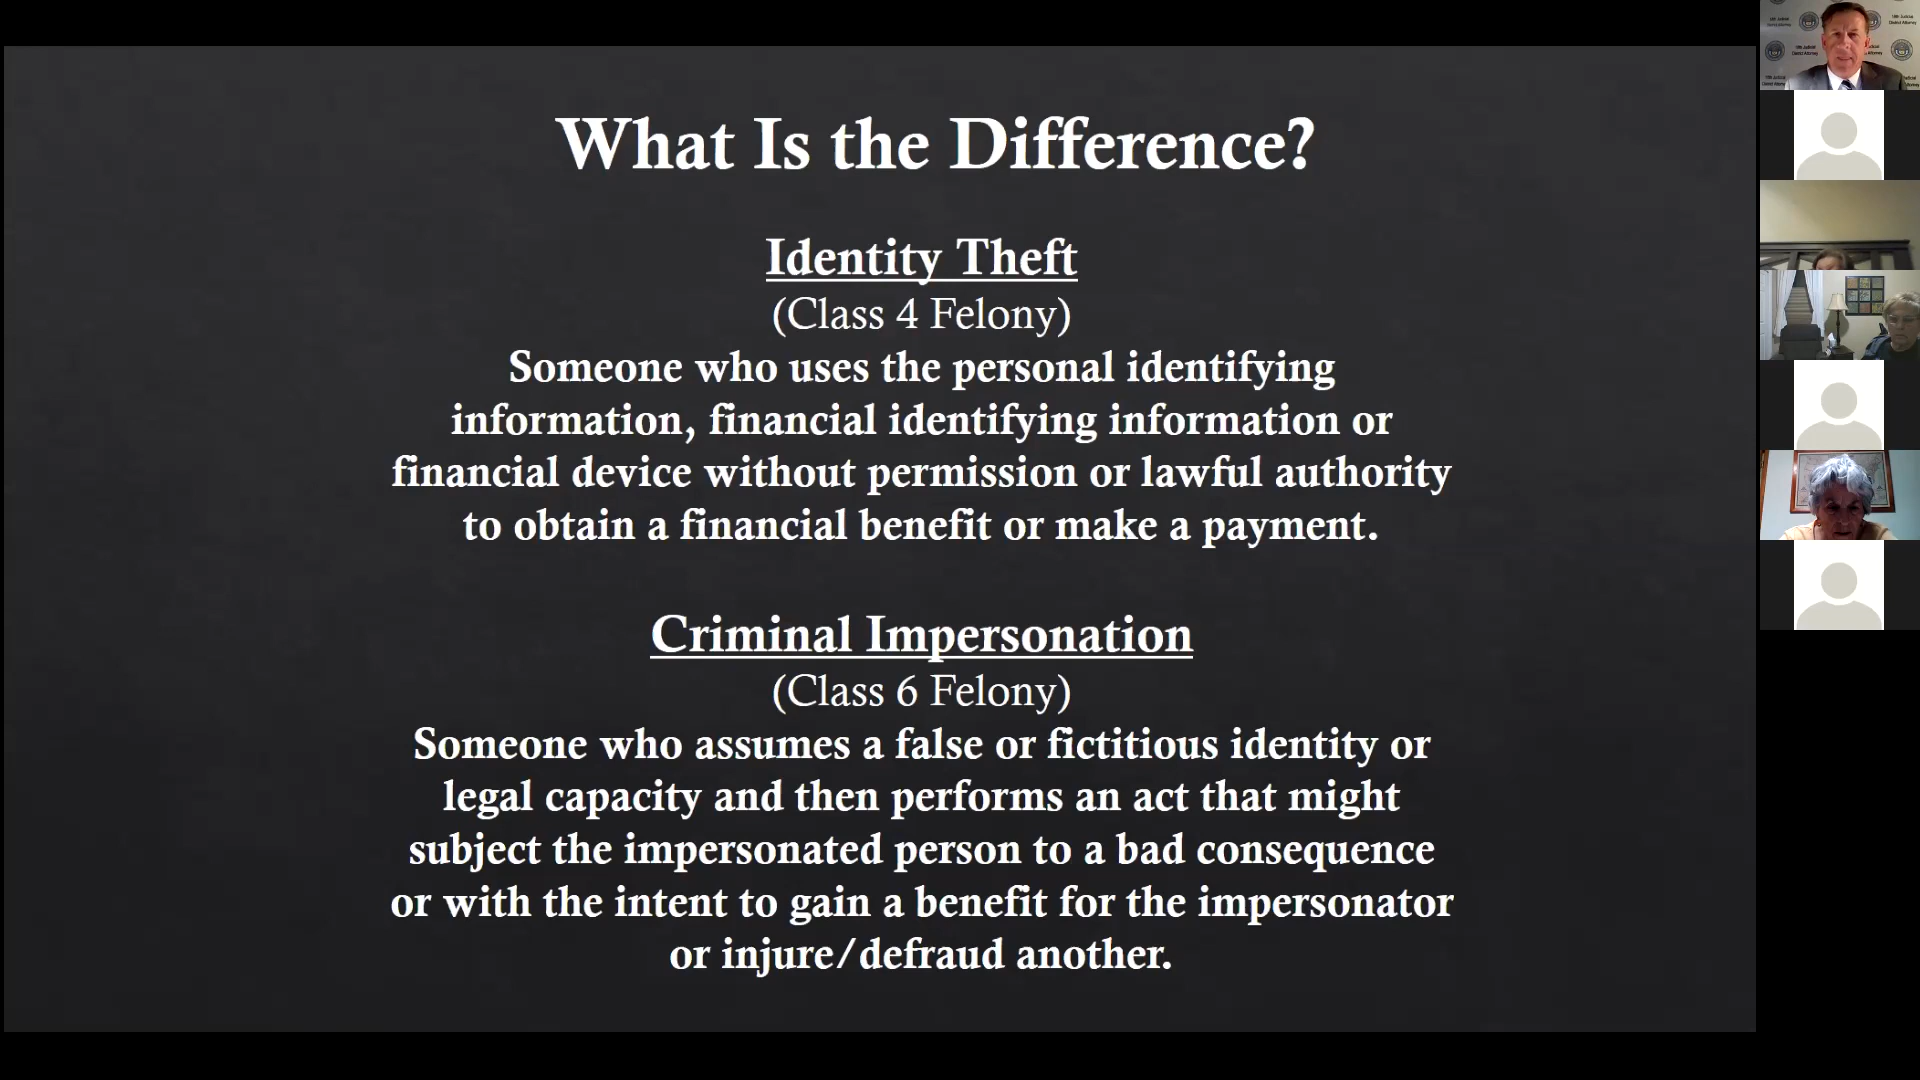 What Is the Difference?
Identity Theft
(Class 4 Felony)
Someone who uses the personal identifying
information, financial identifying information or
financial device without permission or lawful authority
to obtain a financial benefit or make a payment.
Criminal Impersonation
(Class 6 Felony)
Someone who assumes a false or fictitious identity or
legal capacity and then performs an act that might
subject the impersonated person to a bad consequence
or with the intent to gain a benefit for the impersonator
or injure/defraud another.
18th Judicial
District Attorney